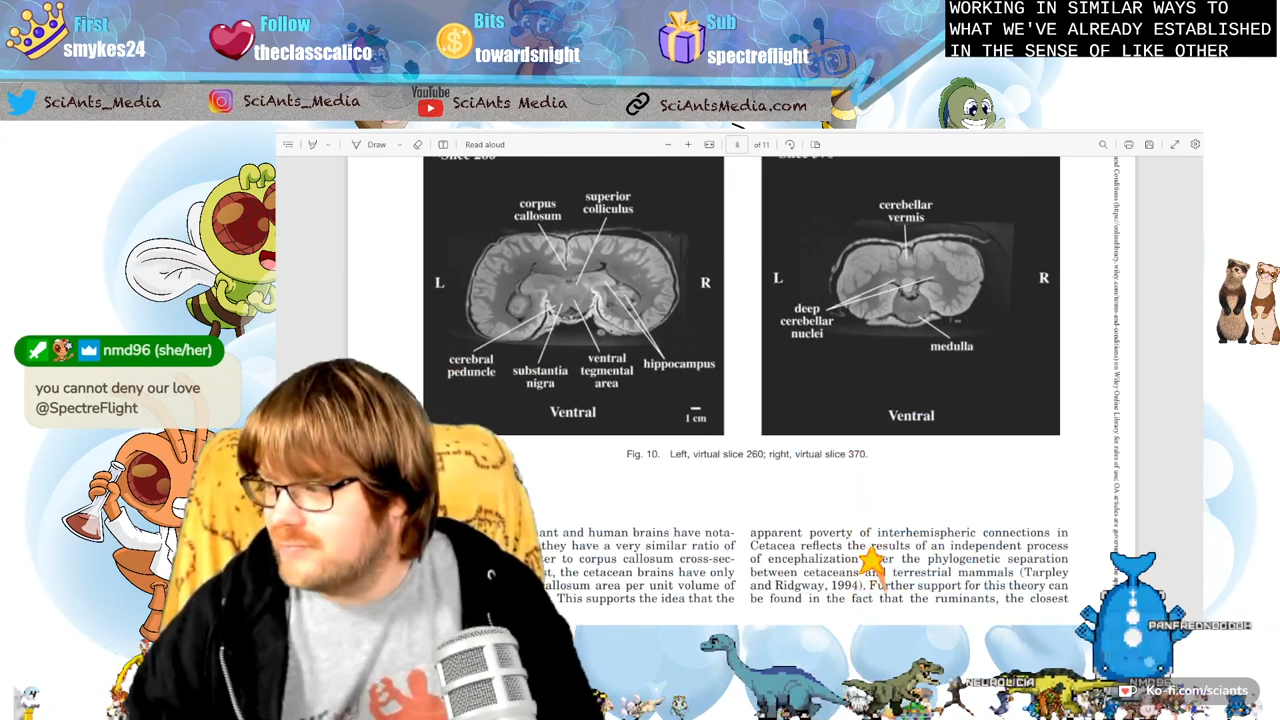 First
smykes24
Follow
theclasscalico
Bits
towardsnight
Sub
spectreflight
WORKING IN SIMILAR WAYS TO
WHAT WE'VE ALREADY ESTABLISHED
IN THE SENSE OF LIKE OTHER
SciAnts_Media
SciAnts_Media
YouTube
SciAnts Media
SciAntsMedia.com
Draw
Read aloud
8
of 11
corpus
callosum
superior
colliculus
L
R
cerebral
peduncle
substantia
nigra
ventral
tegmental
area
hippocampus
Ventral
1 cm
cerebellar
vermis
L
R
deep
cerebellar
nuclei
medulla
Ventral
Fig. 10. Left, virtual slice 260; right, virtual slice 370.
nmd96 (she/her)
you cannot deny our love
@SpectreFlight
and human brains have nota-
they have a very similar ratio of
to corpus callosum cross-sec-
the cetacean brains have only
area per unit volume of
This supports the idea that the
apparent poverty of interhemispheric connections in
Cetacea reflects the results of an independent process
of encephalization the phylogenetic separation
between cetaceans and terrestrial mammals (Tarpley
and Ridgway, 1994). Further support for this theory can
be found in the fact that the ruminants, the closest
NEUROLICIA
Ko-fi.com/sciants